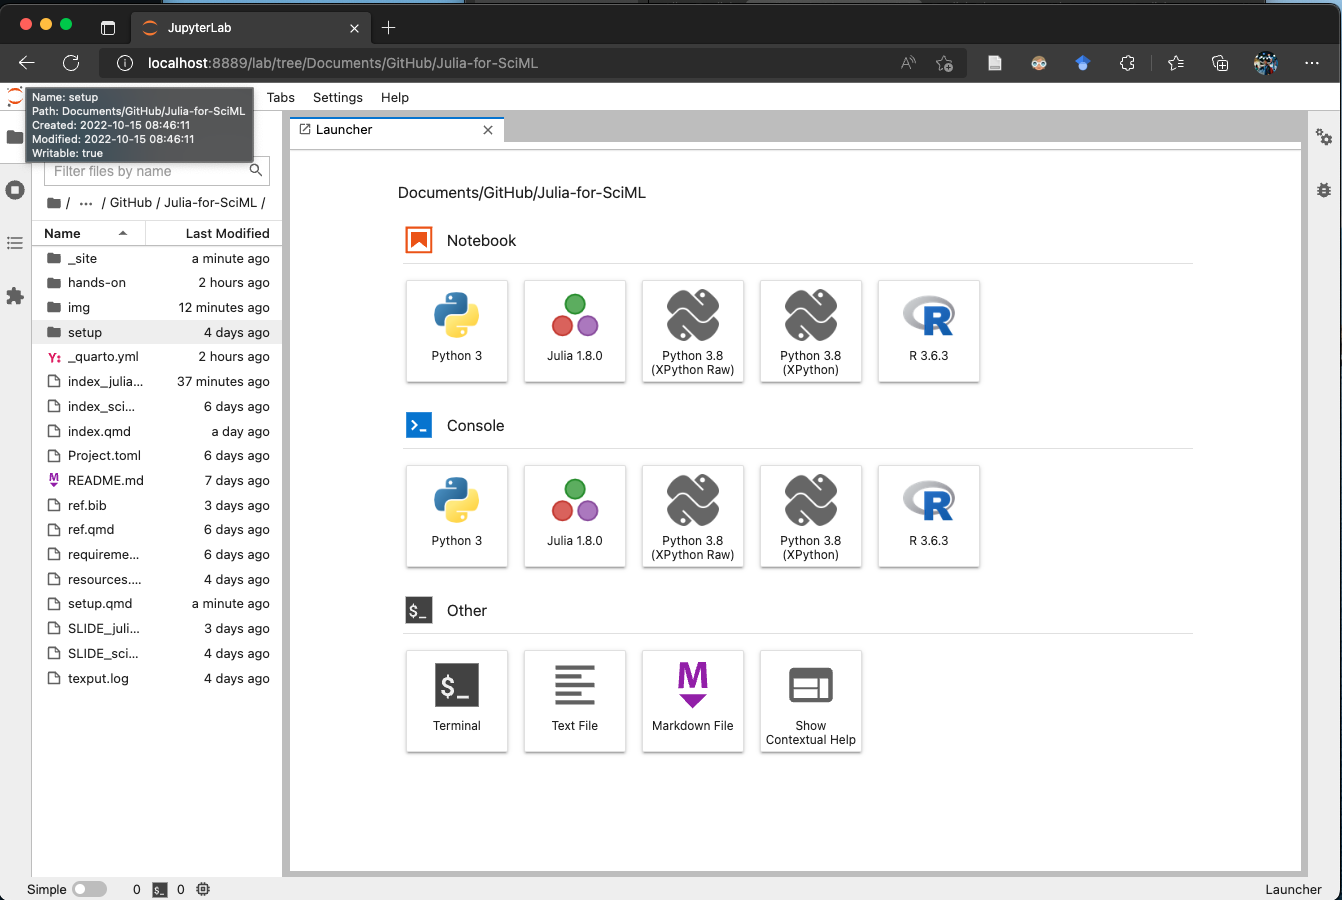 JupyterLab
localhost:8889/lab/tree/Documents/GitHub/Julia-for-SciML
Tabs Settings Help
Name: setup
Path: Documents/GitHub/Julia-for-SciML
Created: 2022-10-15 08:46:11
Modified: 2022-10-15 08:46:11
Writable: true
Filter files by name
/ ··· / GitHub / Julia-for-SciML /
Name Last Modified
_site a minute ago
hands-on 2 hours ago
img 12 minutes ago
setup 4 days ago
Y: _quarto.yml 2 hours ago
index_julia... 37 minutes ago
index_sci... 6 days ago
index.qmd a day ago
Project.toml 6 days ago
M README.md 7 days ago
ref.bib 3 days ago
ref.qmd 6 days ago
requireme... 6 days ago
resources.... 4 days ago
setup.qmd a minute ago
SLIDE_juli... 3 days ago
SLIDE_sci... 4 days ago
texput.log 4 days ago
Launcher
Documents/GitHub/Julia-for-SciML
Notebook
Python 3
Julia 1.8.0
Python 3.8
(XPython Raw)
Python 3.8
(XPython)
R
R 3.6.3
>_ Console
Python 3
Julia 1.8.0
Python 3.8
(XPython Raw)
Python 3.8
(XPython)
R
R 3.6.3
$_ Other
$_
Terminal
Text File
M
Markdown File
Show
Contextual Help
Simple 0 $_ 0 Launcher